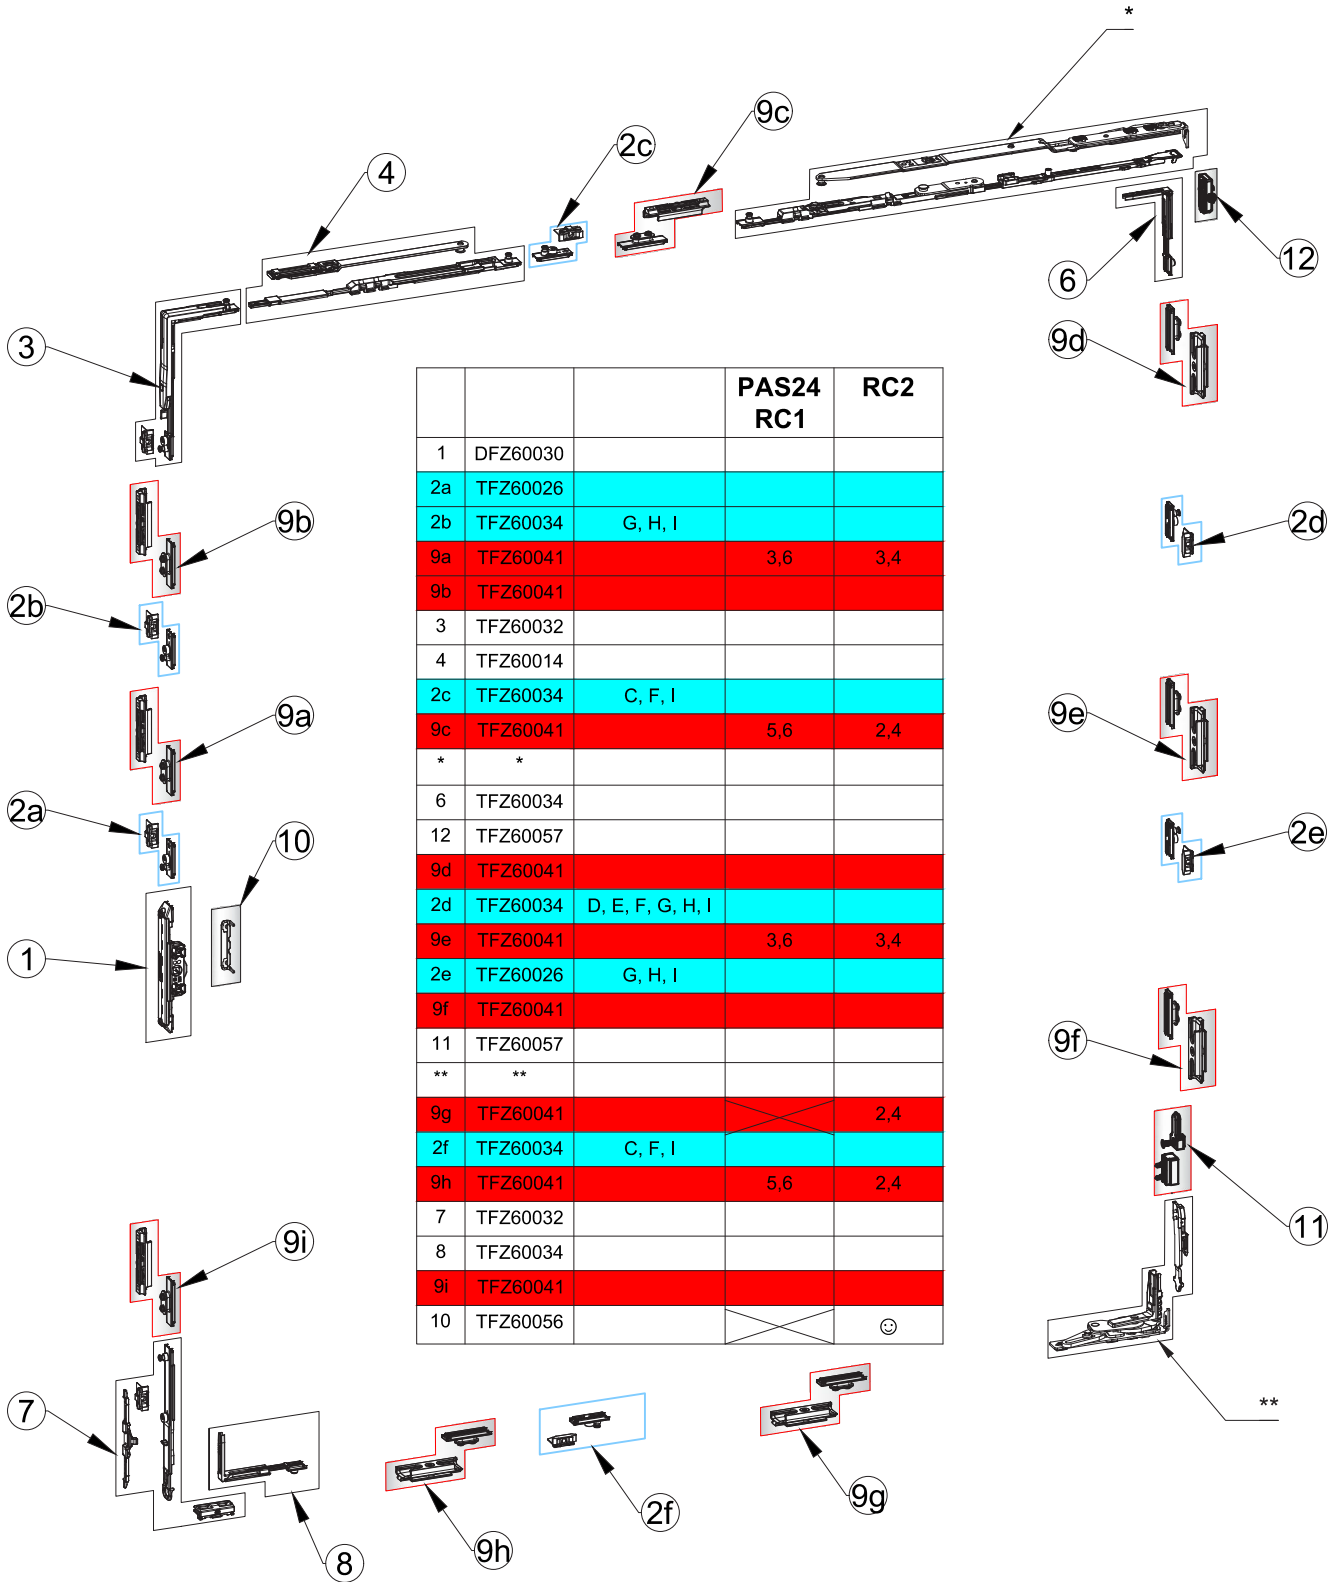 *
9c
2c
4
12
6
3
9d
9b
2d
2b
9a
9e
2a
10
2e
1
9f
11
9i
**
7
9g
2f
9h
8
PAS24 RC2
RC1
1 DFZ60030
2a TFZ60026
2b TFZ60034 G, H, I
9a TFZ60041 3,6 3,4
9b TFZ60041
3 TFZ60032
4 TFZ60014
2c TFZ60034 C, F, I
9c TFZ60041 5,6 2,4
* *
6 TFZ60034
12 TFZ60057
9d TFZ60041
2d TFZ60034 D, E, F, G, H, I
9e TFZ60041 3,6 3,4
2e TFZ60026 G, H, I
9f TFZ60041
11 TFZ60057
** **
9g TFZ60041 2,4
2f TFZ60034 C, F, I
9h TFZ60041 5,6 2,4
7 TFZ60032
8 TFZ60034
9i TFZ60041
10 TFZ60056 ☺